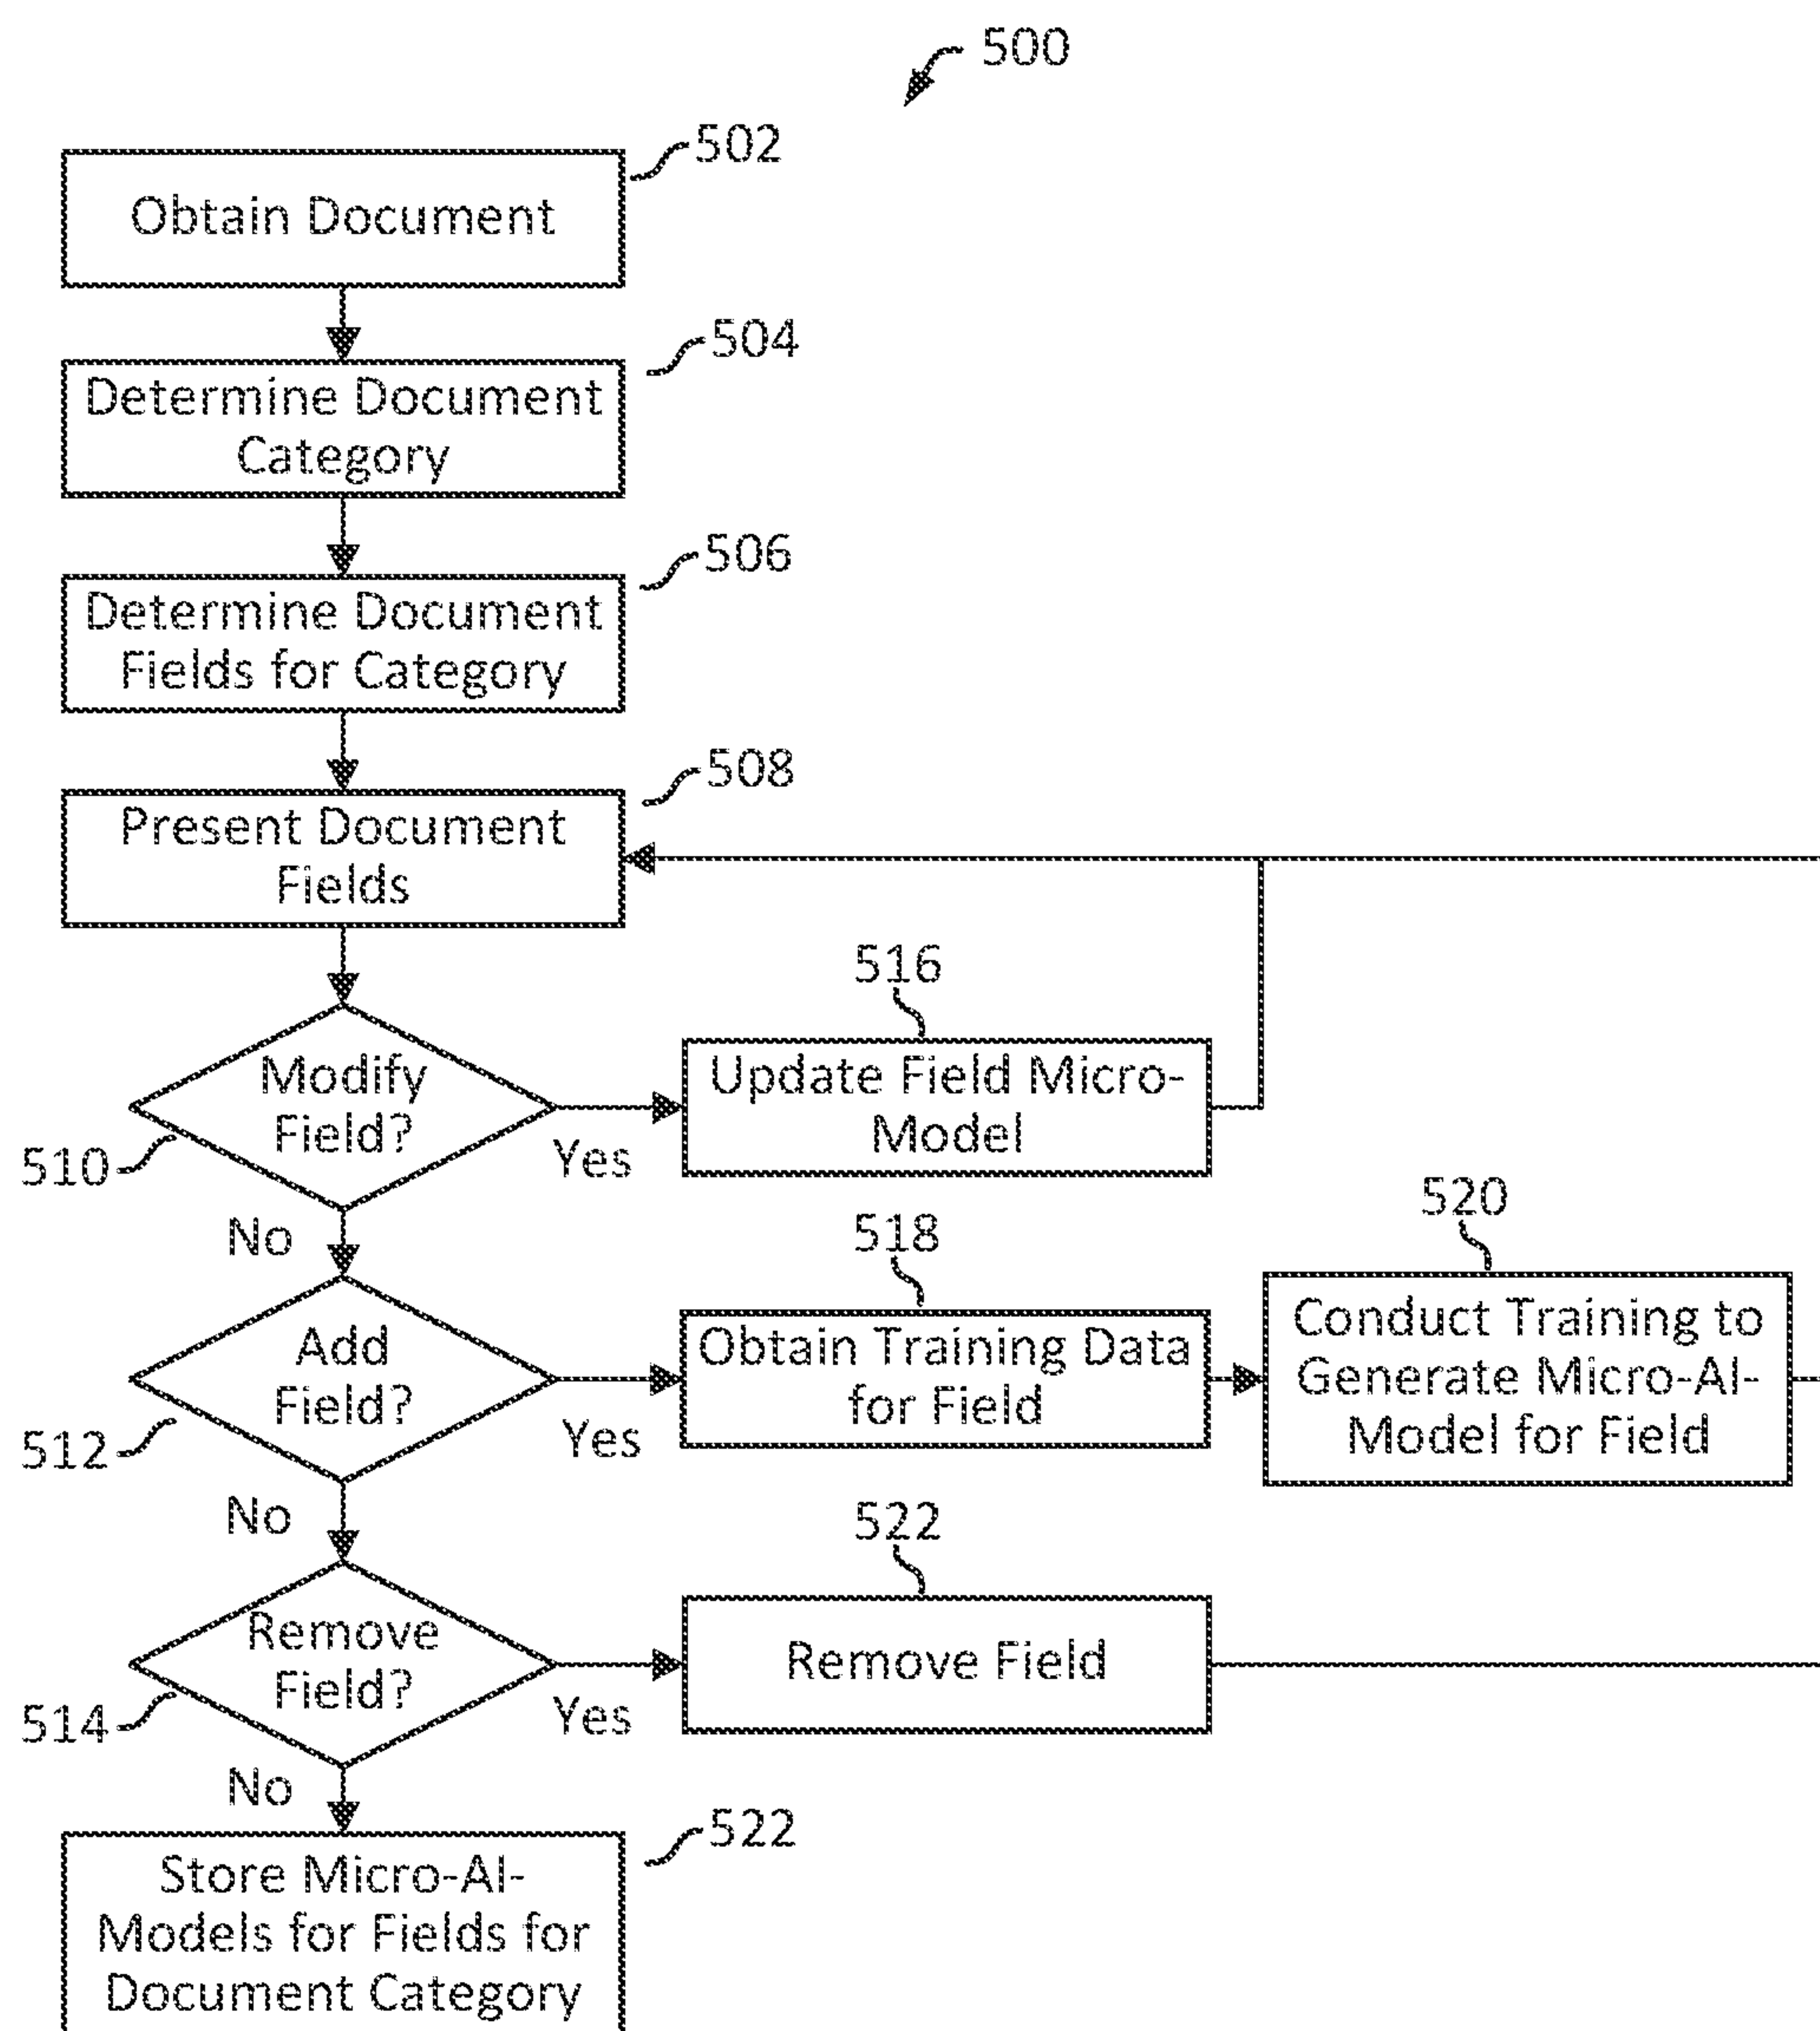 500
502
Obtain Document
504
Determine Document
Category
506
Determine Document
Fields for Category
508
Present Document
Fields
516
Modify
Field?
510
Yes
Update Field Micro-
Model
No
518
520
Add
Field?
512
Yes
Obtain Training Data
for Field
Conduct Training to
Generate Micro-AI-
Model for Field
No
522
Remove
Field?
514
Yes
Remove Field
No
522
Store Micro-AI-
Models for Fields for
Document Category